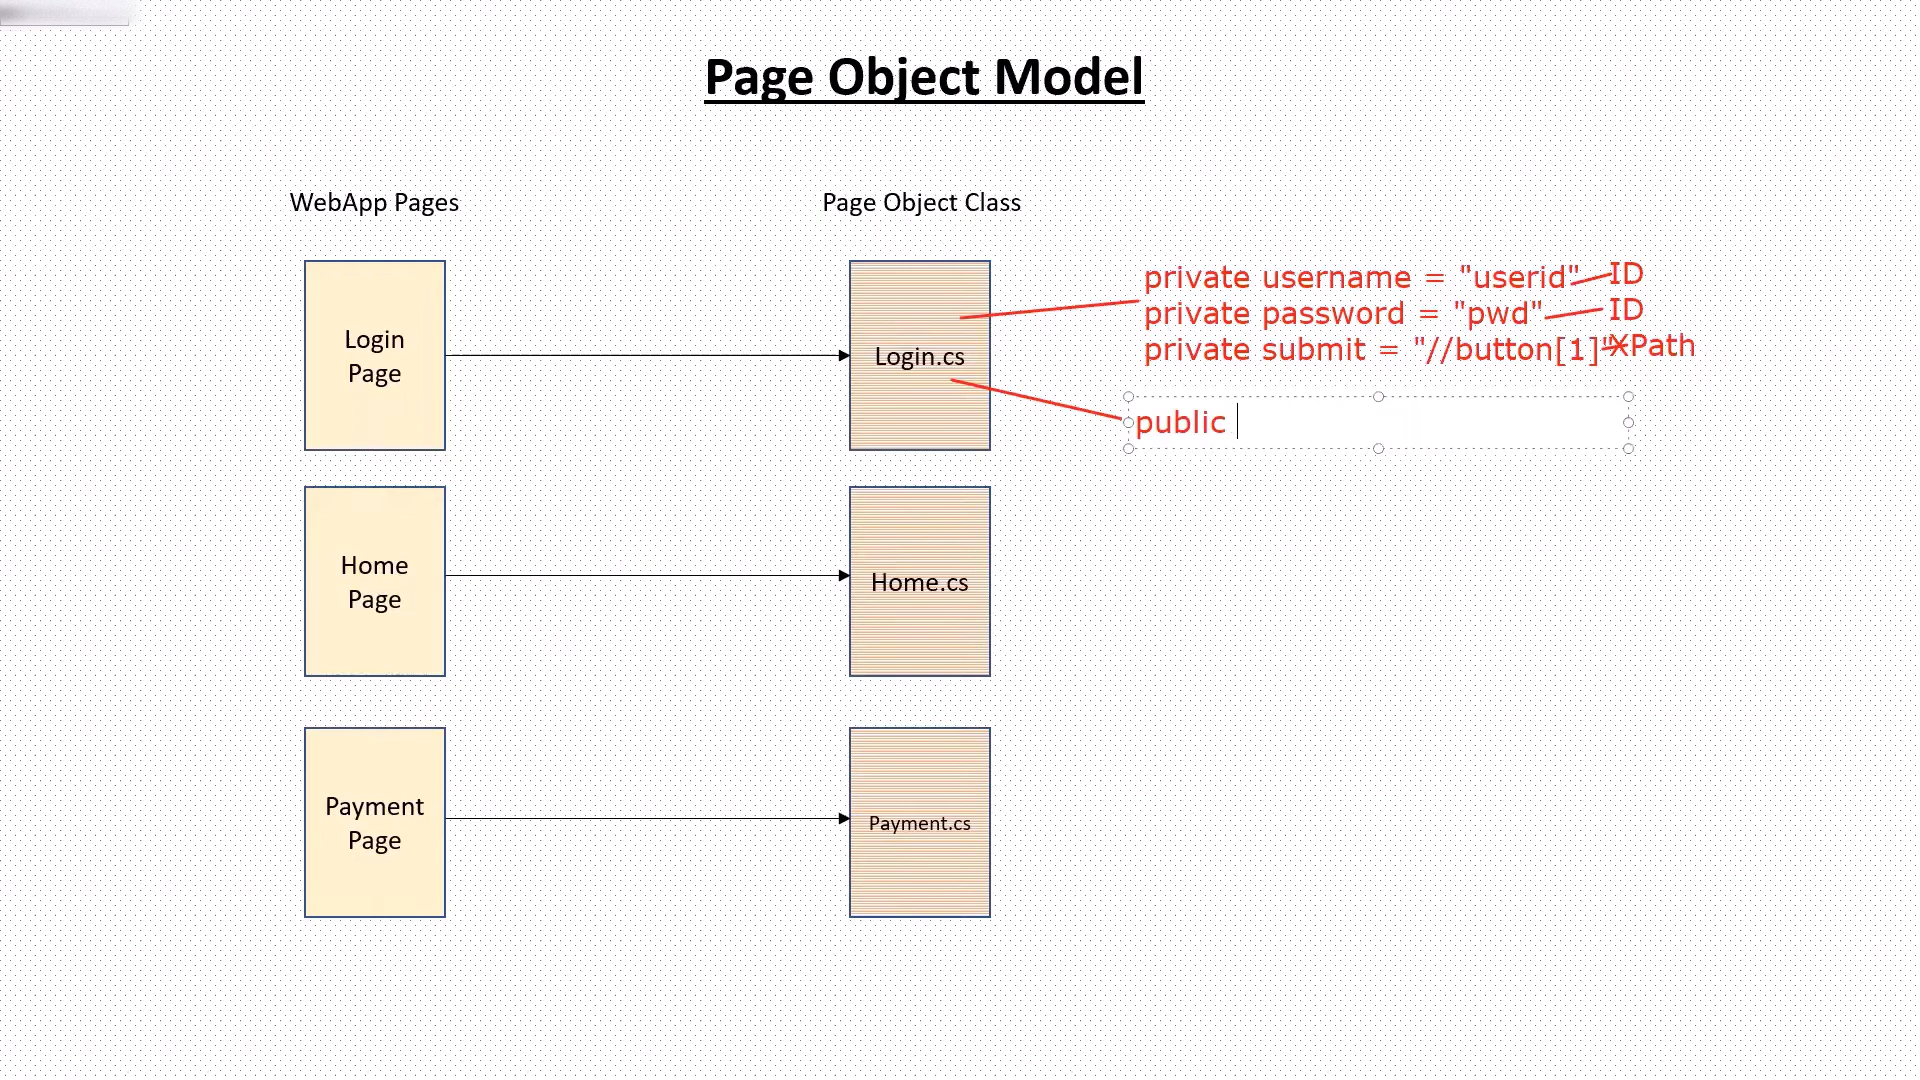 Page Object Model
WebApp Pages
Page Object Class
Login
Page
Login.cs
private username = "userid"
ID
private password = "pwd"
ID
private submit = "//button[1]"
XPath
public
Home
Page
Home.cs
Payment
Page
Payment.cs